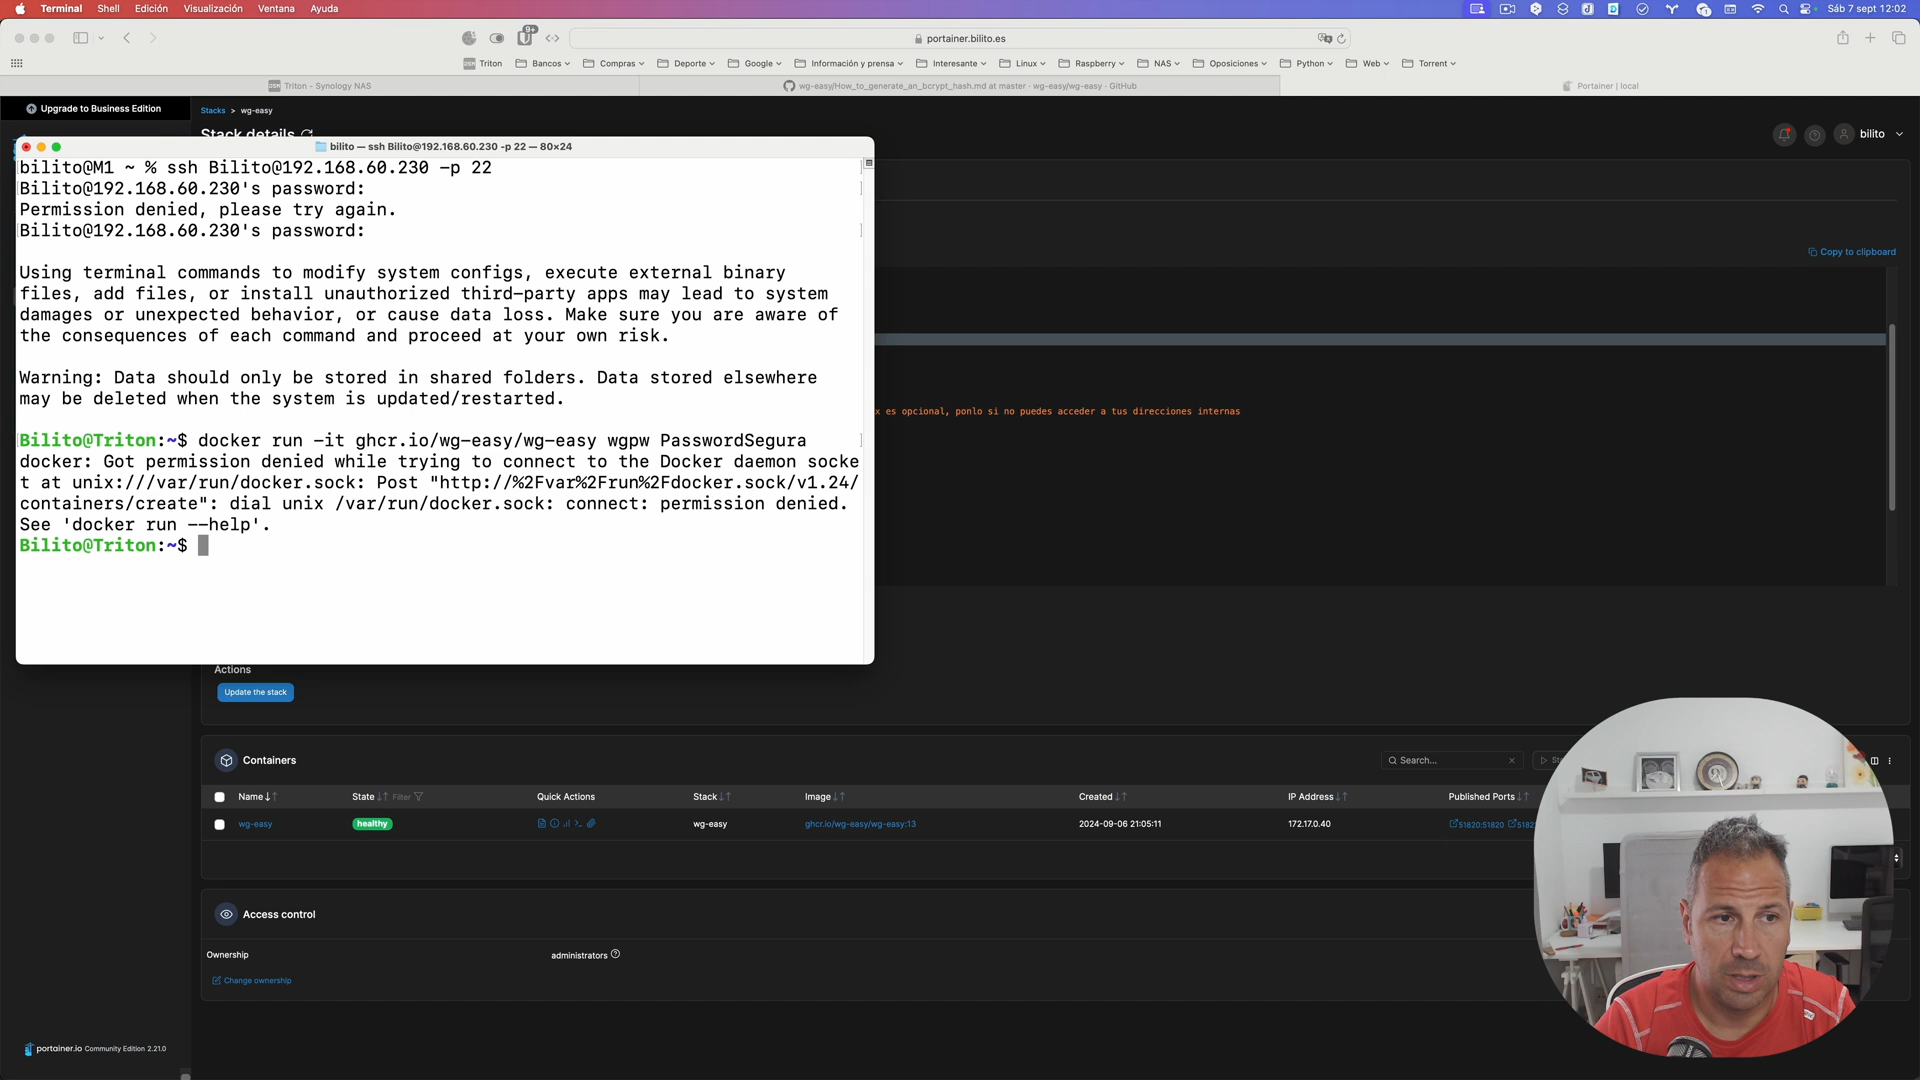 Terminal Shell Edición Visualización Ventana Ayuda
Sáb 7 sept 12:02
9+
portainer.bilito.es
Triton Bancos Compras Deporte Google Información y prensa Interesante Linux Raspberry NAS Oposiciones Python Web Torrent
Triton – Synology NAS
wg-easy/How_to_generate_an_bcrypt_hash.md at master · wg-easy/wg-easy · GitHub
Portainer | local
Upgrade to Business Edition
Stacks > wg-easy
Stack details
bilito
bilito — ssh Bilito@192.168.60.230 -p 22 — 80×24
bilito@M1 ~ % ssh Bilito@192.168.60.230 -p 22
Bilito@192.168.60.230's password:
Permission denied, please try again.
Bilito@192.168.60.230's password:
Using terminal commands to modify system configs, execute external binary
files, add files, or install unauthorized third-party apps may lead to system
damages or unexpected behavior, or cause data loss. Make sure you are aware of
the consequences of each command and proceed at your own risk.
Warning: Data should only be stored in shared folders. Data stored elsewhere
may be deleted when the system is updated/restarted.
Bilito@Triton:~$ docker run -it ghcr.io/wg-easy/wg-easy wgpw PasswordSegura
docker: Got permission denied while trying to connect to the Docker daemon socke
t at unix:///var/run/docker.sock: Post "http://%2Fvar%2Frun%2Fdocker.sock/v1.24/
containers/create": dial unix /var/run/docker.sock: connect: permission denied.
See 'docker run --help'.
Bilito@Triton:~$
Copy to clipboard
x es opcional, ponlo si no puedes acceder a tus direcciones internas
Actions
Update the stack
Containers
Search...
Name State Filter Quick Actions Stack Image Created IP Address Published Ports
wg-easy healthy wg-easy ghcr.io/wg-easy/wg-easy:13 2024-09-06 21:05:11 172.17.0.40 51820:51820
Access control
Ownership administrators
Change ownership
portainer.io Community Edition 2.21.0